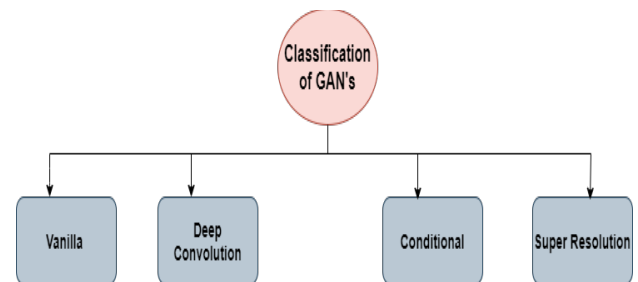 Classification
of GAN's
Vanilla
Deep
Convolution
Conditional
Super Resolution